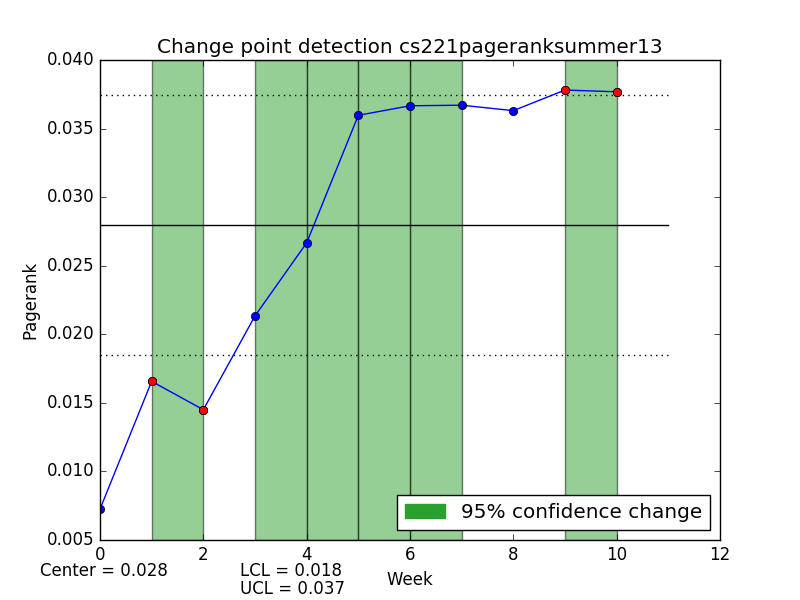 Change point detection cs221pageranksummer13
0.040
0.035
0.030
0.025
0.020
0.015
0.010
0.005
Pagerank
95% confidence change
0 2 4 6 8 10 12
Center = 0.028 LCL = 0.018 Week
UCL = 0.037